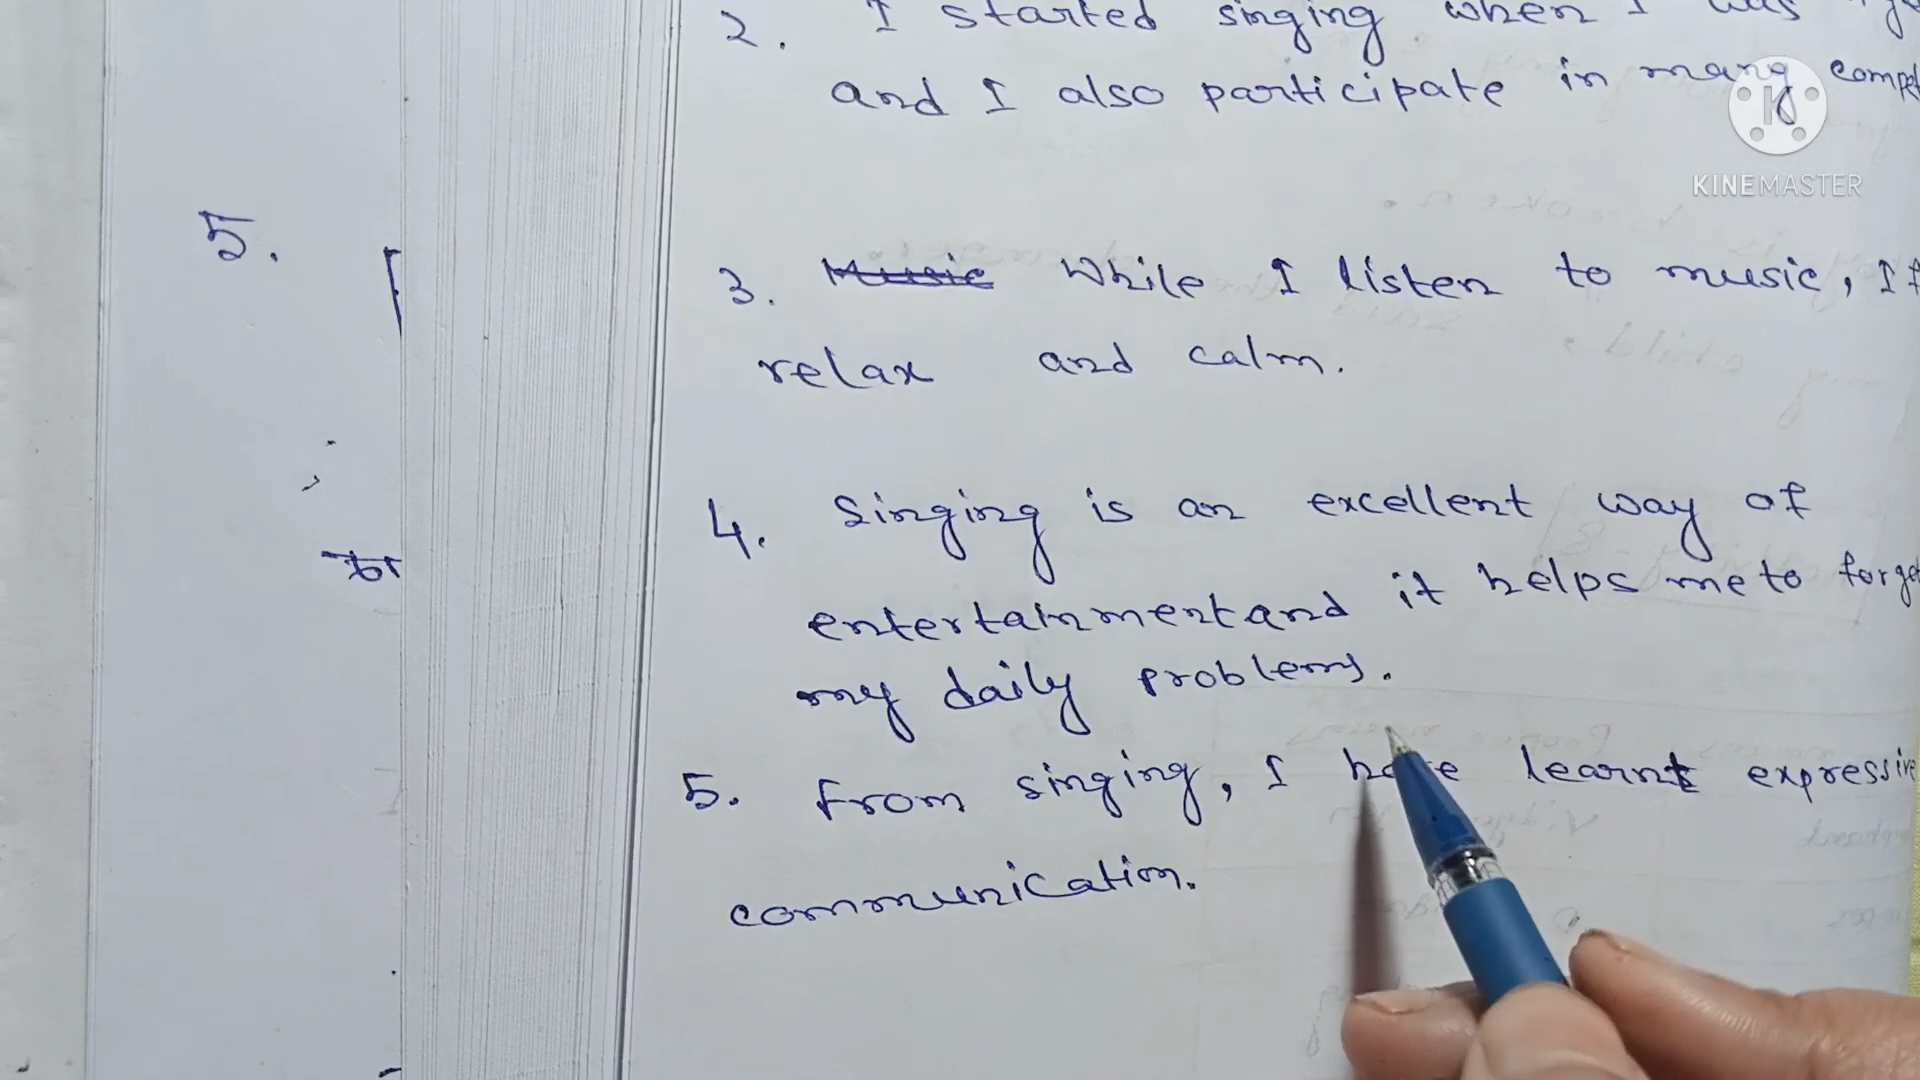 2. I started singing when I was
and I also participate in many
KINEMASTER
5.
3. Music While I listen to music, I
relax and calm.
4. Singing is an excellent way of
entertainment and it helps me to
my daily problems.
5. From singing, I have learnt
communication.